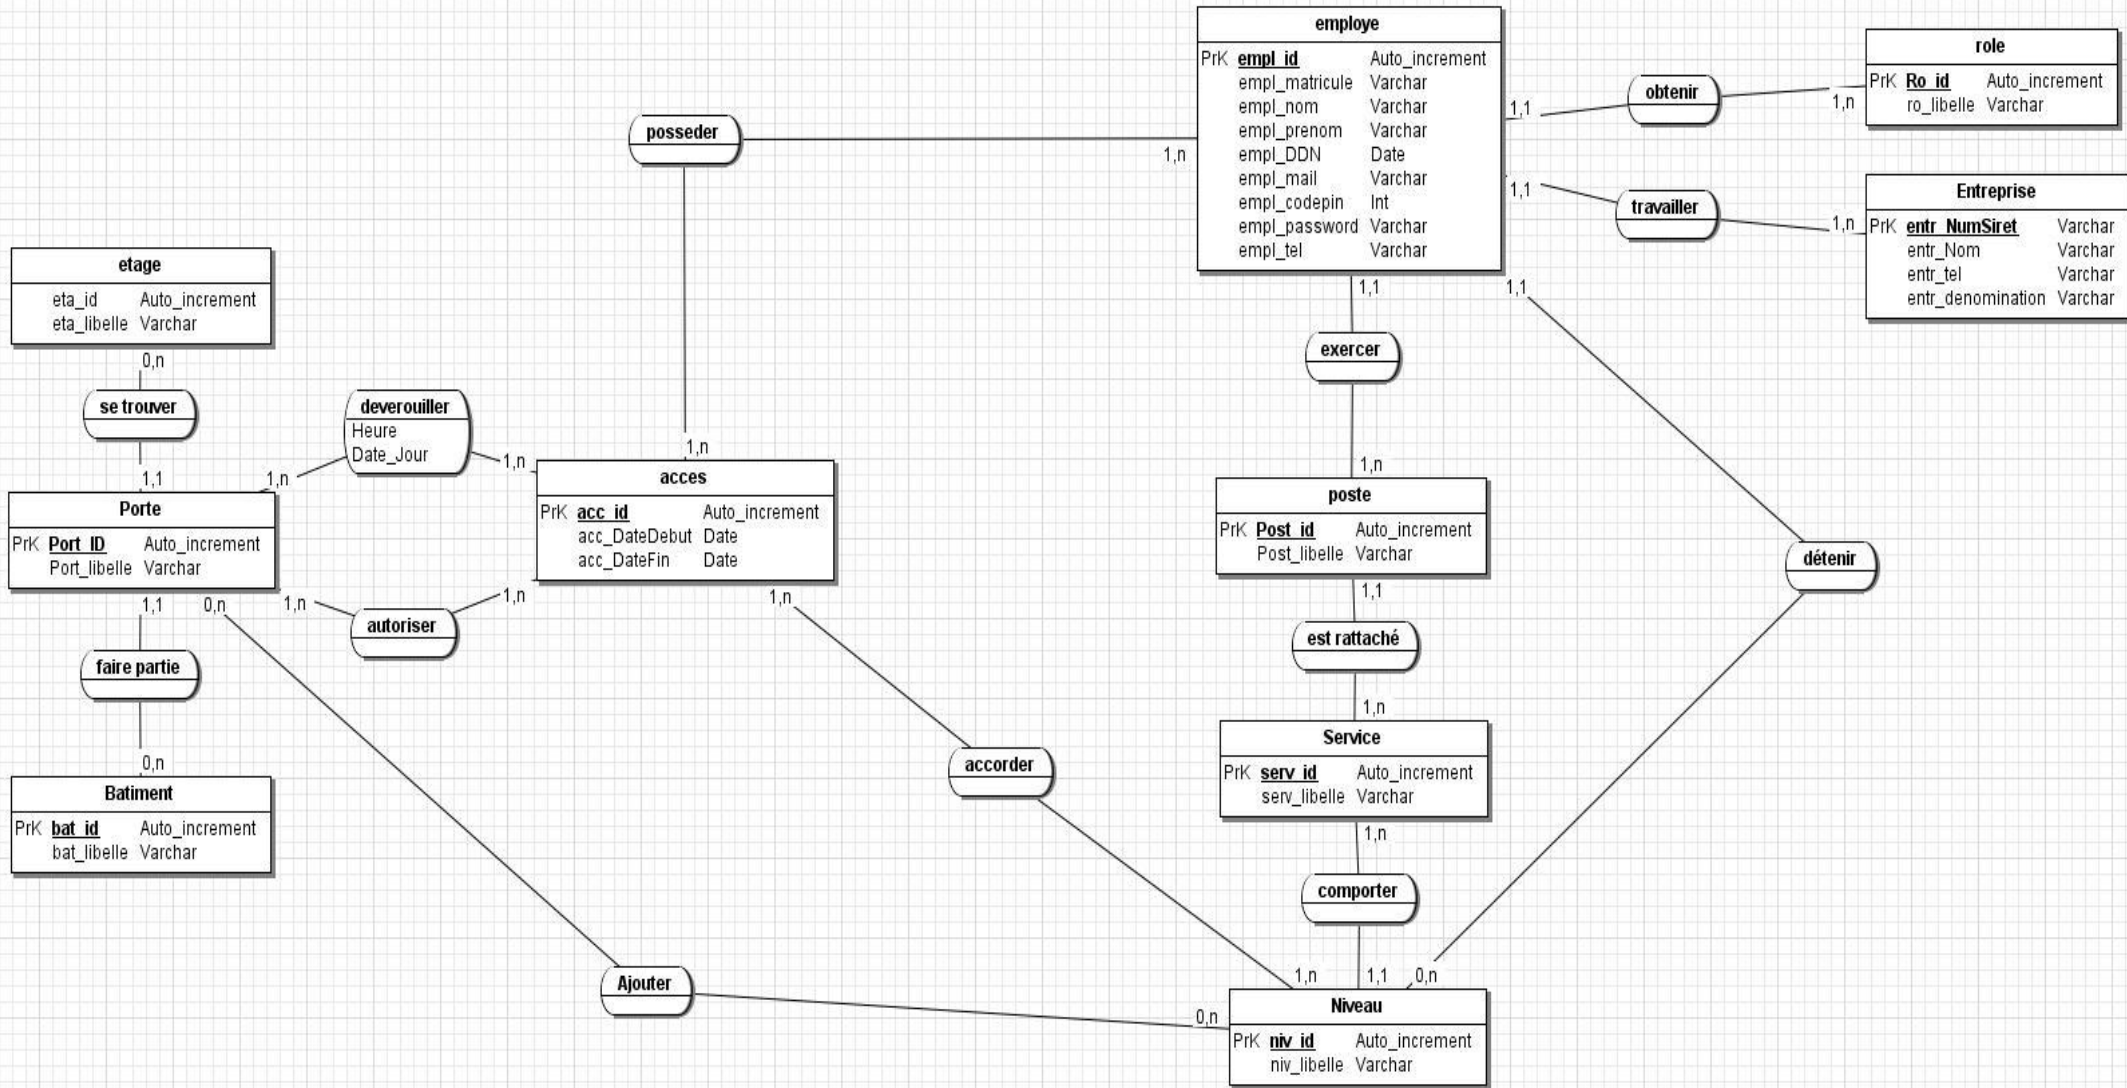 employe
PrK empl_id Auto_increment
empl_matricule Varchar
empl_nom Varchar
empl_prenom Varchar
empl_DDN Date
empl_mail Varchar
empl_codepin Int
empl_password Varchar
empl_tel Varchar
1,1
obtenir
1,n
role
PrK Ro_id Auto_increment
ro_libelle Varchar
1,1
travailler
1,n
Entreprise
PrK entr_NumSiret Varchar
entr_Nom Varchar
entr_tel Varchar
entr_denomination Varchar
posseder
1,n
1,n
etage
eta_id Auto_increment
eta_libelle Varchar
0,n
se trouver
1,1
deverouiller
Heure
Date_Jour
1,n
1,n
Porte
PrK Port_ID Auto_increment
Port_libelle Varchar
acces
PrK acc_id Auto_increment
acc_DateDebut Date
acc_DateFin Date
1,1
0,n
1,n
autoriser
1,n
1,n
faire partie
0,n
Batiment
PrK bat_id Auto_increment
bat_libelle Varchar
1,1
exercer
1,n
poste
PrK Post_id Auto_increment
Post_libelle Varchar
1,1
est rattaché
1,n
Service
PrK serv_id Auto_increment
serv_libelle Varchar
1,n
comporter
1,1
détenir
accorder
Ajouter
1,n
1,1
0,n
0,n
Niveau
PrK niv_id Auto_increment
niv_libelle Varchar